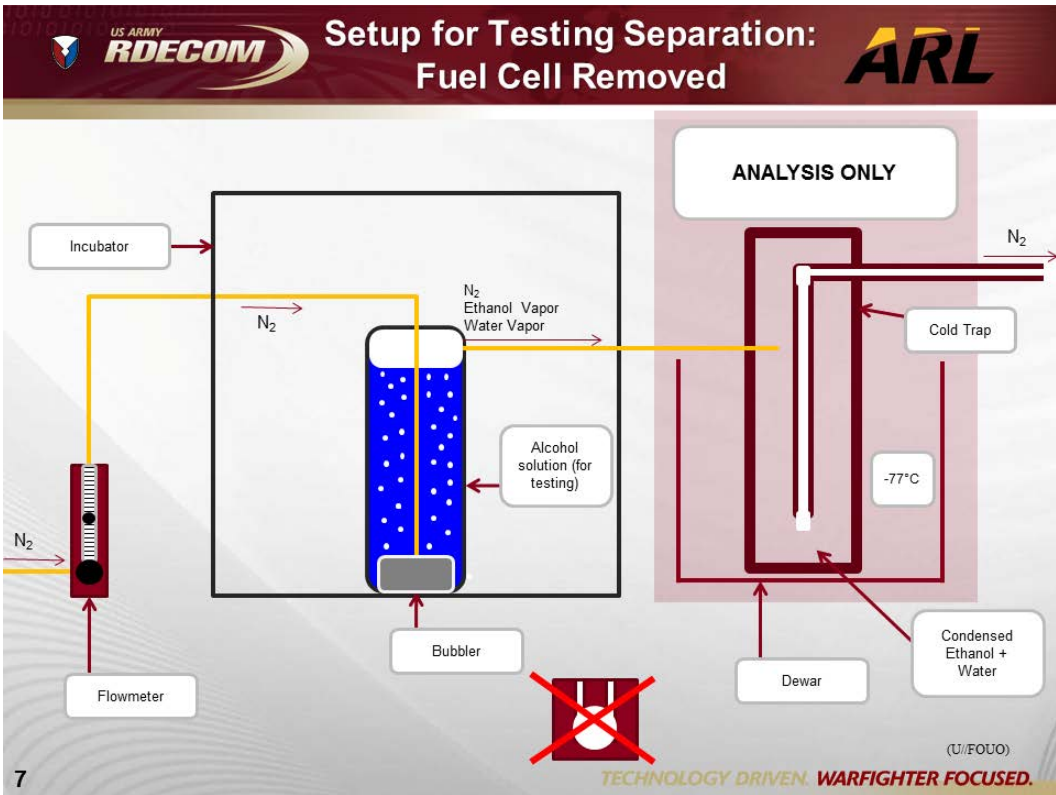 US ARMY
RDECOM
Setup for Testing Separation:
Fuel Cell Removed
ARL
ANALYSIS ONLY
Incubator
N2
N2
Ethanol Vapor
Water Vapor
N2
Cold Trap
Alcohol
solution (for
testing)
-77°C
N2
Bubbler
Flowmeter
Dewar
Condensed
Ethanol +
Water
(U//FOUO)
7
TECHNOLOGY DRIVEN. WARFIGHTER FOCUSED.